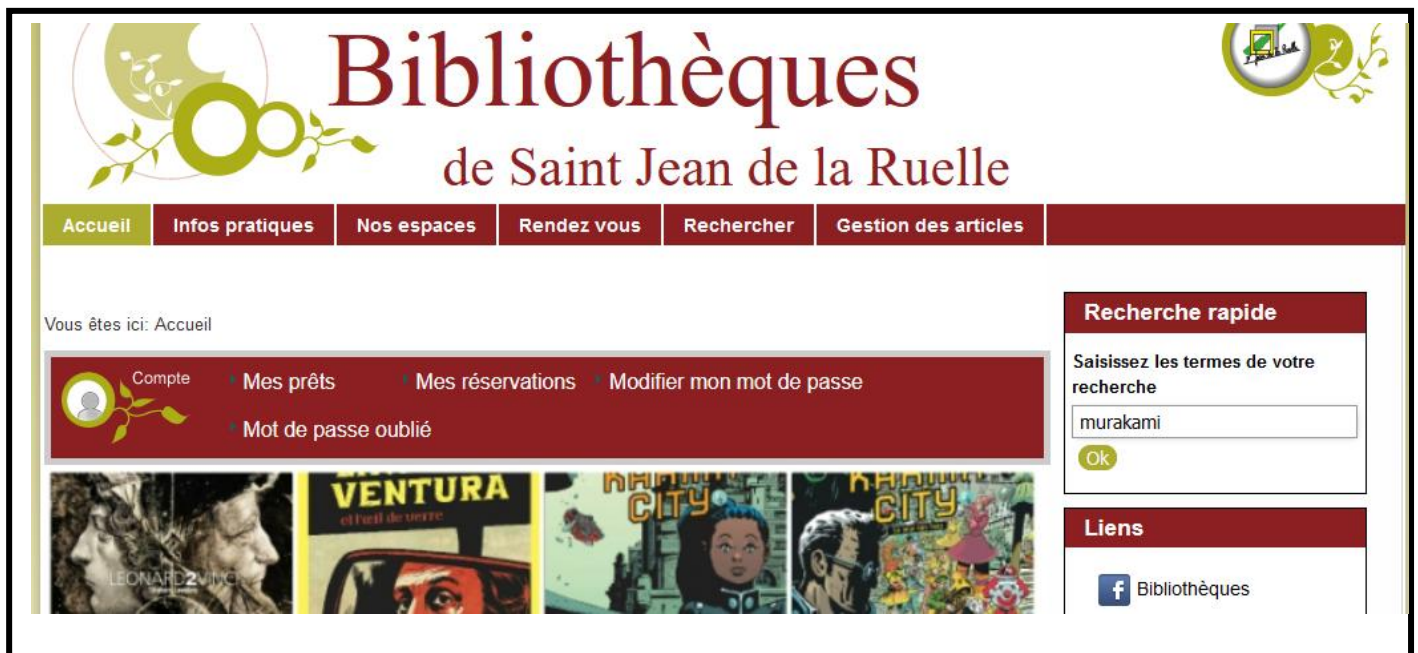 Bibliothèques
de Saint Jean de la Ruelle
Accueil Infos pratiques Nos espaces Rendez vous Rechercher Gestion des articles
Vous êtes ici: Accueil
Compte Mes prêts Mes réservations Modifier mon mot de passe
Mot de passe oublié
VENTURA
et l'œil de verre
CITY
CITY
LEONARD2VINCI
Recherche rapide
Saisissez les termes de votre
recherche
murakami
Ok
Liens
f Bibliothèques